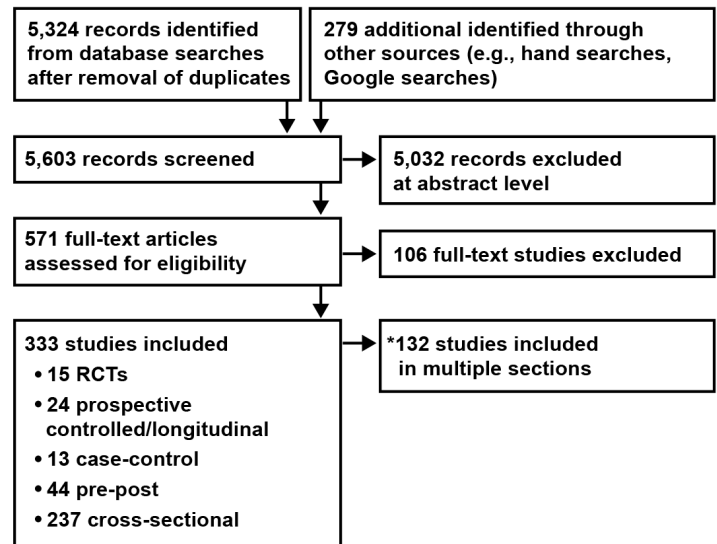 5,324 records identified
from database searches
after removal of duplicates
279 additional identified through
other sources (e.g., hand searches,
Google searches)
5,603 records screened
5,032 records excluded
at abstract level
571 full-text articles
assessed for eligibility
106 full-text studies excluded
333 studies included
• 15 RCTs
• 24 prospective
controlled/longitudinal
• 13 case-control
• 44 pre-post
• 237 cross-sectional
*132 studies included
in multiple sections